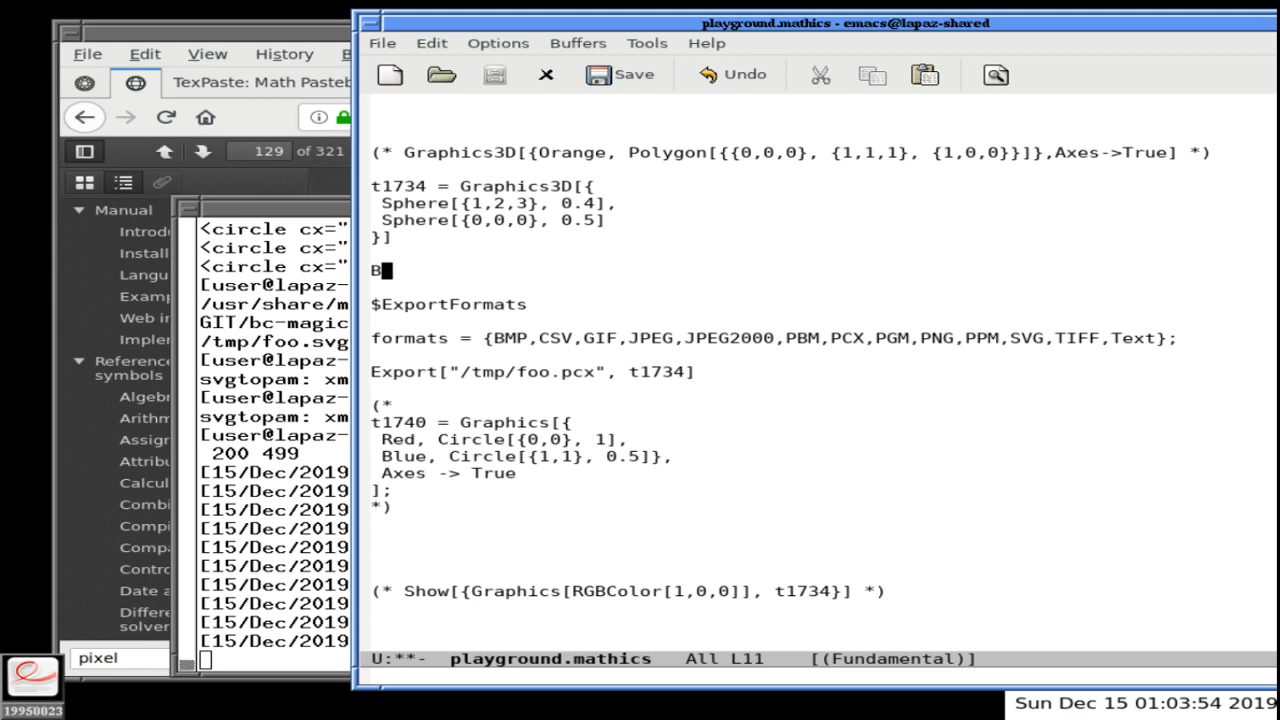 playground.mathics - emacs@lapaz-shared
File Edit Options Buffers Tools Help
Save Undo
(* Graphics3D[{Orange, Polygon[{{0,0,0}, {1,1,1}, {1,0,0}}]},Axes->True] *)
t1734 = Graphics3D[{
Sphere[{1,2,3}, 0.4],
Sphere[{0,0,0}, 0.5]
}]
B
$ExportFormats
formats = {BMP,CSV,GIF,JPEG,JPEG2000,PBM,PCX,PGM,PNG,PPM,SVG,TIFF,Text};
Export["/tmp/foo.pcx", t1734]
(*
t1740 = Graphics[{
Red, Circle[{0,0}, 1],
Blue, Circle[{1,1}, 0.5]},
Axes -> True
];
*)
(* Show[{Graphics[RGBColor[1,0,0]], t1734}] *)
U:**- playground.mathics All L11 [(Fundamental)]
File Edit View History B
TexPaste: Math Pasteb
129 of 321
Manual
Introdu
Install
Langu
Examp
Web in
Implem
Reference
symbols
Algebr
Arithm
Assign
Attribu
Calcul
Combi
Compi
Compa
Contro
Date a
Differe
solver
pixel
<circle cx="
<circle cx="
<circle cx="
[user@lapaz-
/usr/share/m
GIT/bc-magic
/tmp/foo.svg
[user@lapaz-
svgtopam: xm
[user@lapaz-
svgtopam: xm
[user@lapaz-
200 499
[15/Dec/2019
[15/Dec/2019
[15/Dec/2019
[15/Dec/2019
[15/Dec/2019
[15/Dec/2019
[15/Dec/2019
[15/Dec/2019
[15/Dec/2019
[15/Dec/2019
19950023
Sun Dec 15 01:03:54 2019